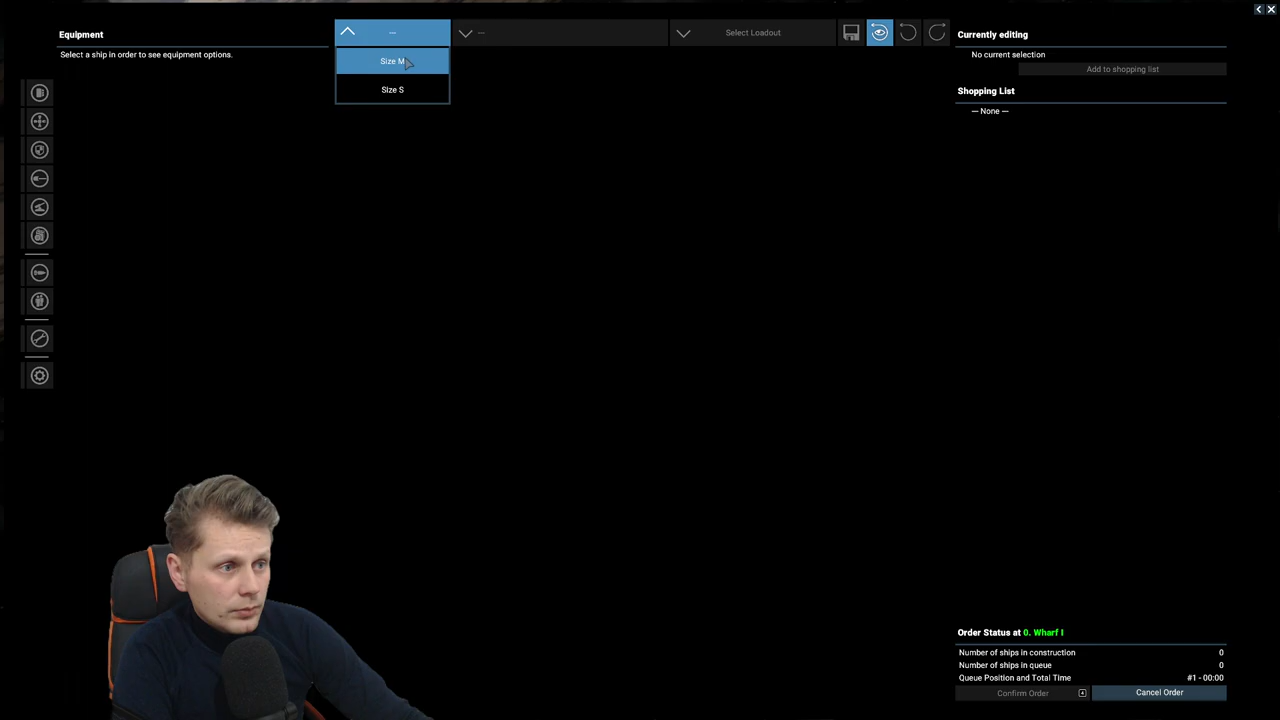 Equipment
Select a ship in order to see equipment options.
---
Size M
Size S
---
Select Loadout
Currently editing
No current selection
Add to shopping list
Shopping List
--- None ---
Order Status at 0. Wharf I
Number of ships in construction 0
Number of ships in queue 0
Queue Position and Total Time #1 - 00:00
Confirm Order
Cancel Order